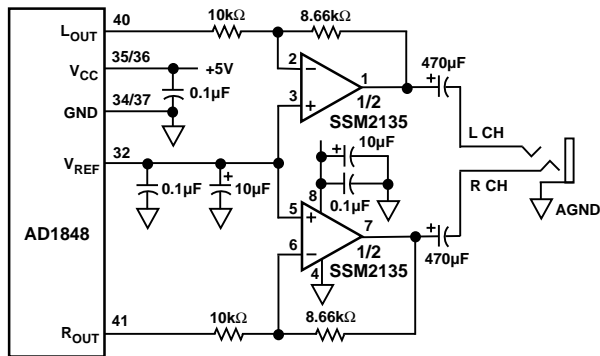 40
10kΩ
8.66kΩ
L OUT
35/36
2
−
470µF
VCC
+5V
1
+
34/37
0.1µF
3
+
1/2
GND
SSM2135
L CH
32
10µF
+
VREF
+
0.1µF
10µF
8
0.1µF
R CH
5
+
7
AGND
AD1848
6
−
1/2
+
4
SSM2135
470µF
41
10kΩ
8.66kΩ
ROUT